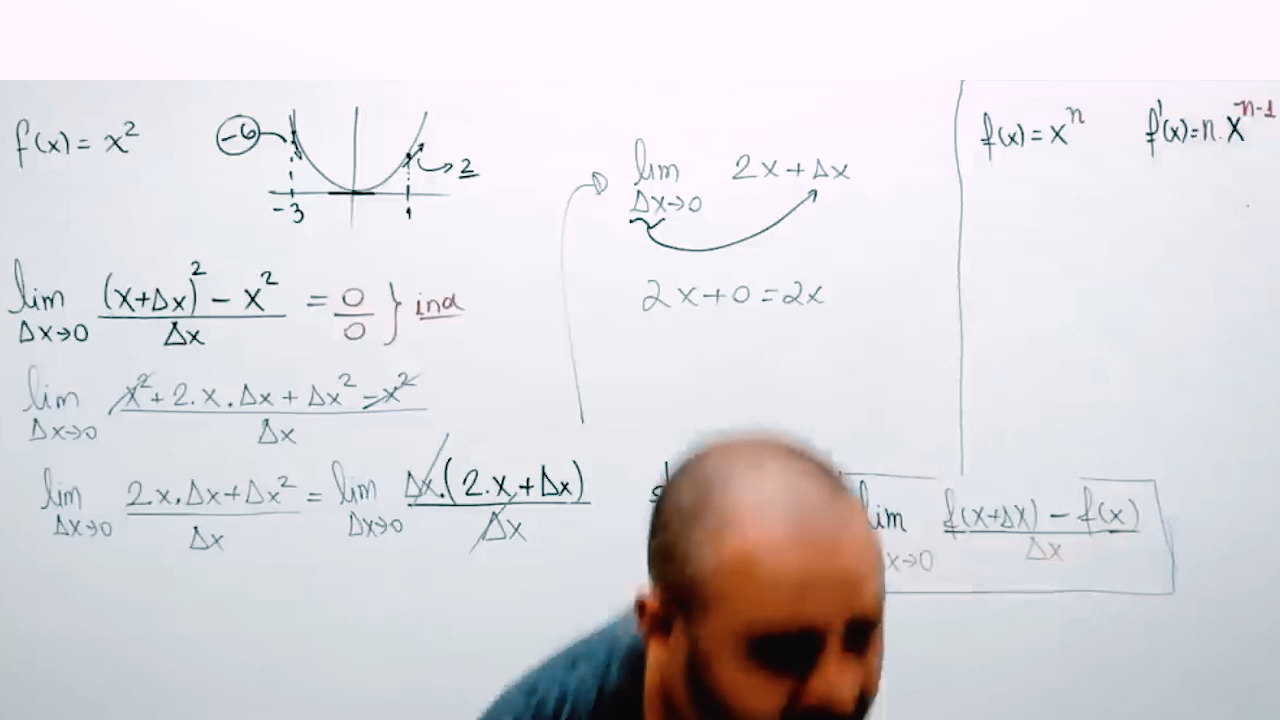 f(x) = x²
-6
2
-3
1
lim Δx→0 (x+Δx)² - x² / Δx = 0/0 } ind
lim Δx→0 x² + 2.x.Δx + Δx² - x² / Δx
lim Δx→0 2x.Δx+Δx² / Δx = lim Δx→0 Δx.(2.x+Δx) / Δx
lim Δx→0 2x+Δx
2x+0=2x
f(x)=xⁿ f'(x)=n.xⁿ⁻¹
lim x→0 f(x+Δx) - f(x) / Δx